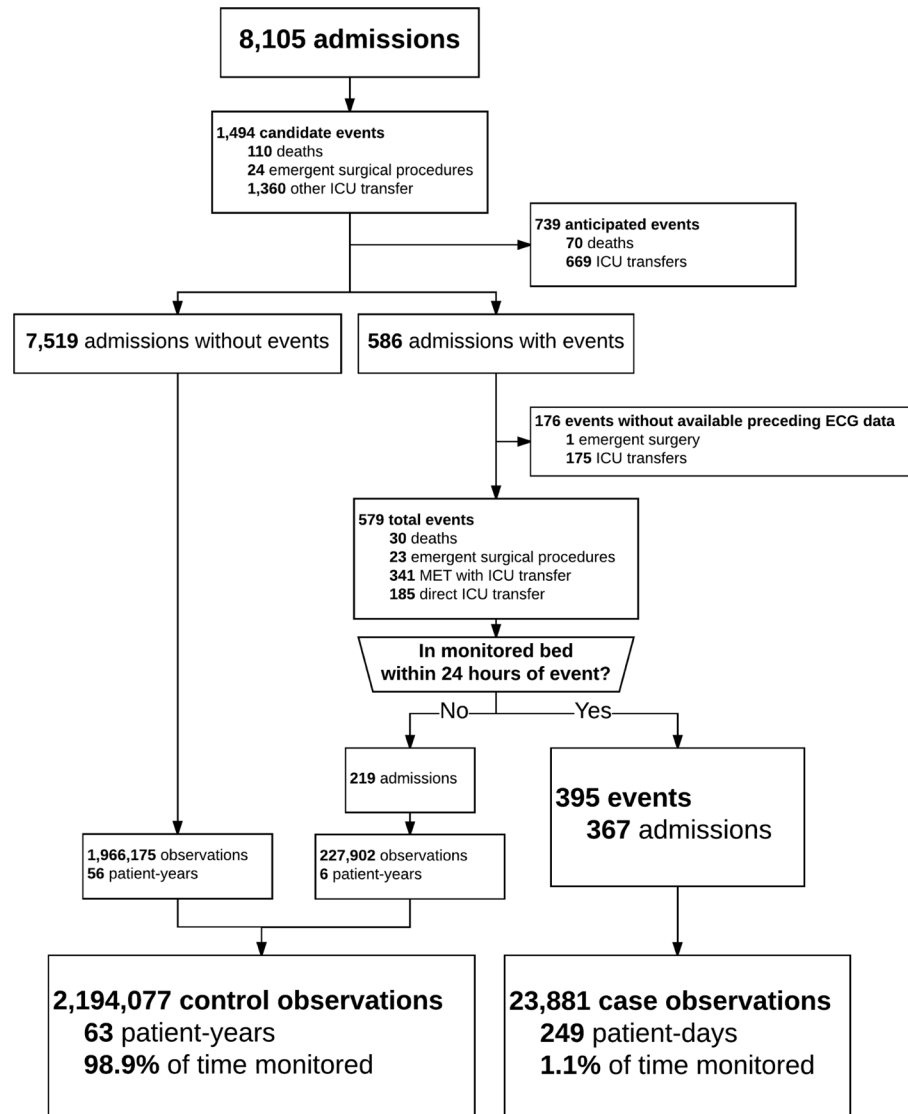 8,105 admissions
1,494 candidate events
110 deaths
24 emergent surgical procedures
1,360 other ICU transfer
739 anticipated events
70 deaths
669 ICU transfers
7,519 admissions without events
586 admissions with events
176 events without available preceding ECG data
1 emergent surgery
175 ICU transfers
579 total events
30 deaths
23 emergent surgical procedures
341 MET with ICU transfer
185 direct ICU transfer
In monitored bed
within 24 hours of event?
No
Yes
219 admissions
395 events
367 admissions
1,966,175 observations
56 patient-years
227,902 observations
6 patient-years
2,194,077 control observations
63 patient-years
98.9% of time monitored
23,881 case observations
249 patient-days
1.1% of time monitored